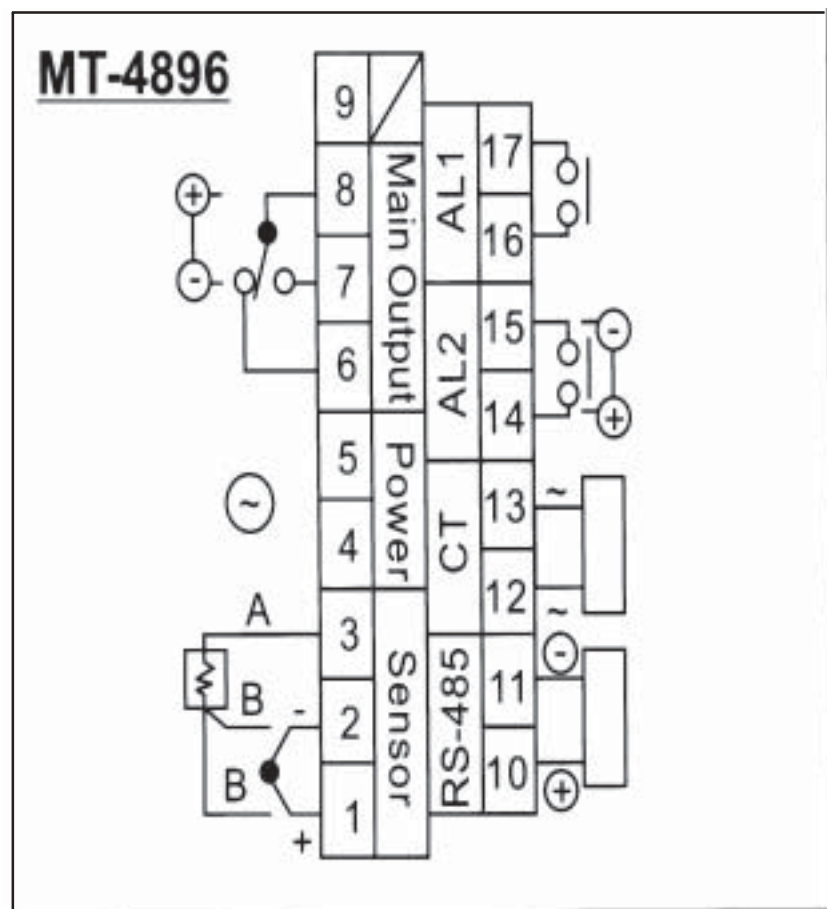 MT-4896
9
8
7
6
5
4
3
2
1
Main Output
Power
Sensor
AL1
AL2
CT
RS-485
17
16
15
14
13
12
11
10
+
-
~
A
B
-
B
+
-
+
~
~
-
+